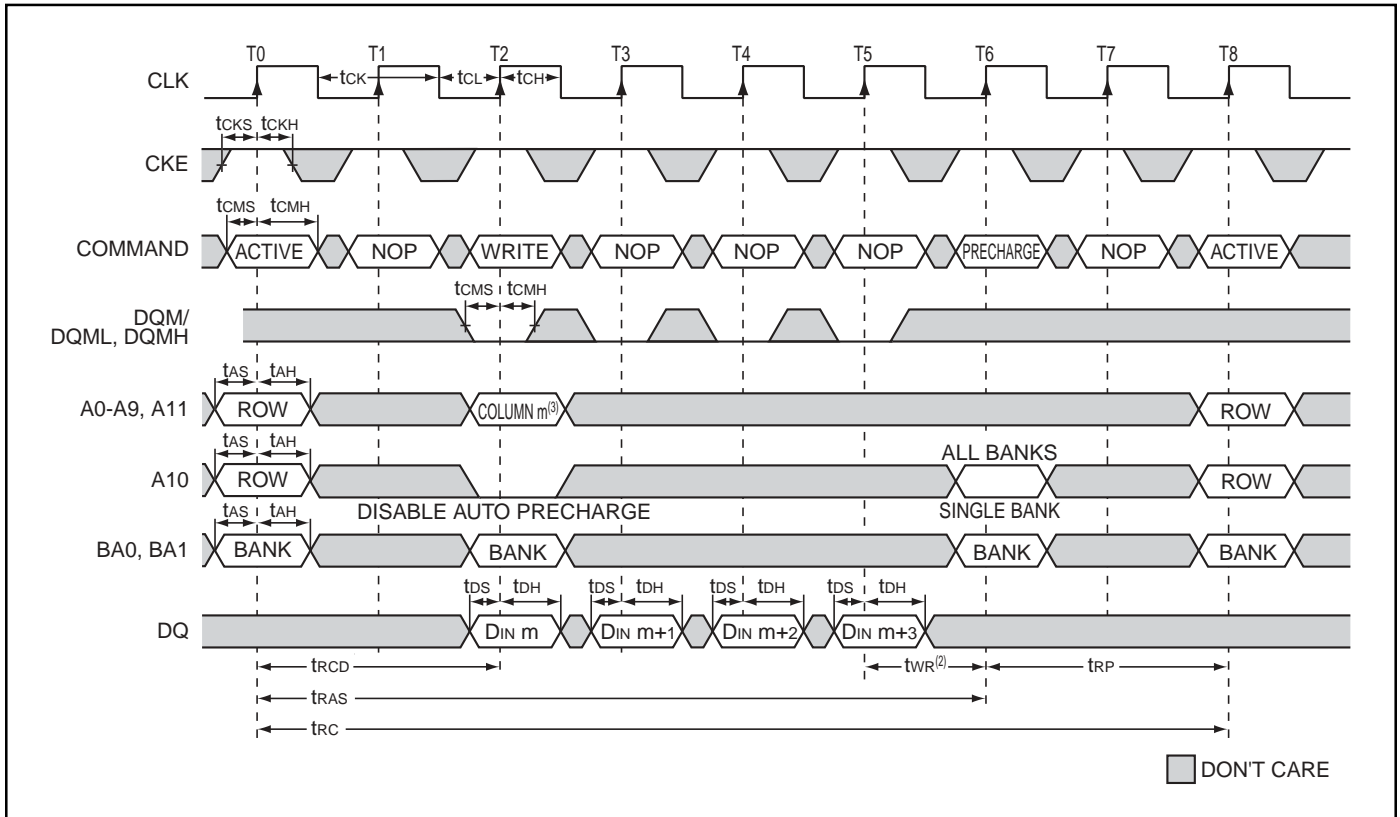 T0 T1 T2 T3 T4 T5 T6 T7 T8
CLK
tCK tCL tCH
tCKS tCKH
CKE
tCMS tCMH
COMMAND ACTIVE NOP WRITE NOP NOP NOP PRECHARGE NOP ACTIVE
tCMS tCMH
DQM/
DQML, DQMH
tAS tAH
A0-A9, A11 ROW COLUMN m(3) ROW
tAS tAH ALL BANKS
A10 ROW ROW
tAS tAH DISABLE AUTO PRECHARGE SINGLE BANK
BA0, BA1 BANK BANK BANK BANK
tDS tDH tDS tDH tDS tDH tDS tDH
DQ DIN m DIN m+1 DIN m+2 DIN m+3
tRCD tWR(2) tRP
tRAS
tRC
DON'T CARE